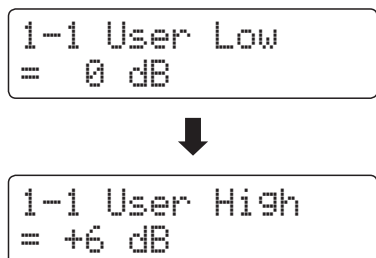 1-1 User Low
= 0 dB
1-1 User High
= +6 dB